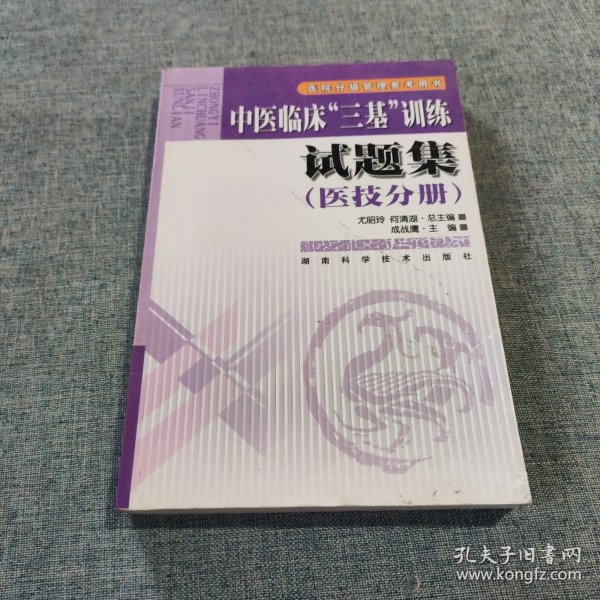 医院分级管理参考用书
ZHONGYI
LINCHUANG
SANJI
XUNLIAN
中医临床“三基”训练
试题集
（医技分册）
尤昭玲 何清湖·总主编
成战鹰·主 编
湖南科学技术出版社
孔夫子旧书网
www.kongfz.com